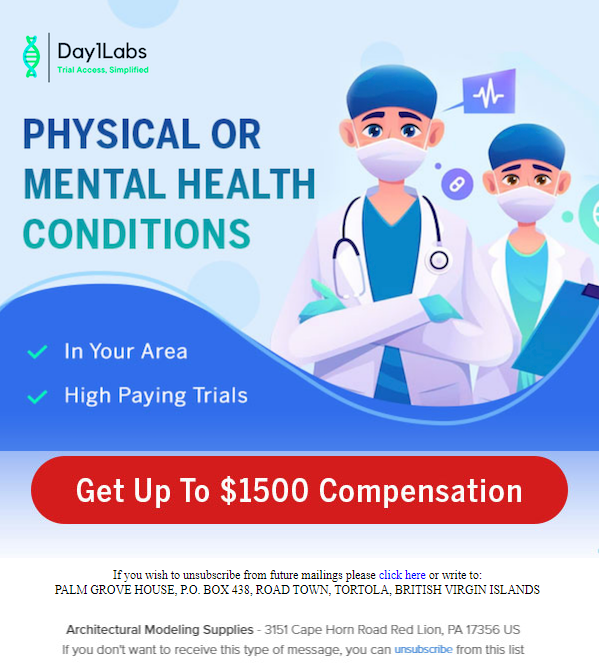 Day1Labs
Trial Access, Simplified
PHYSICAL OR
MENTAL HEALTH
CONDITIONS
In Your Area
High Paying Trials
Get Up To $1500 Compensation
If you wish to unsubscribe from future mailings please click here or write to:
PALM GROVE HOUSE, P.O. BOX 438, ROAD TOWN, TORTOLA, BRITISH VIRGIN ISLANDS
Architectural Modeling Supplies - 3151 Cape Horn Road Red Lion, PA 17356 US
If you don't want to receive this type of message, you can unsubscribe from this list